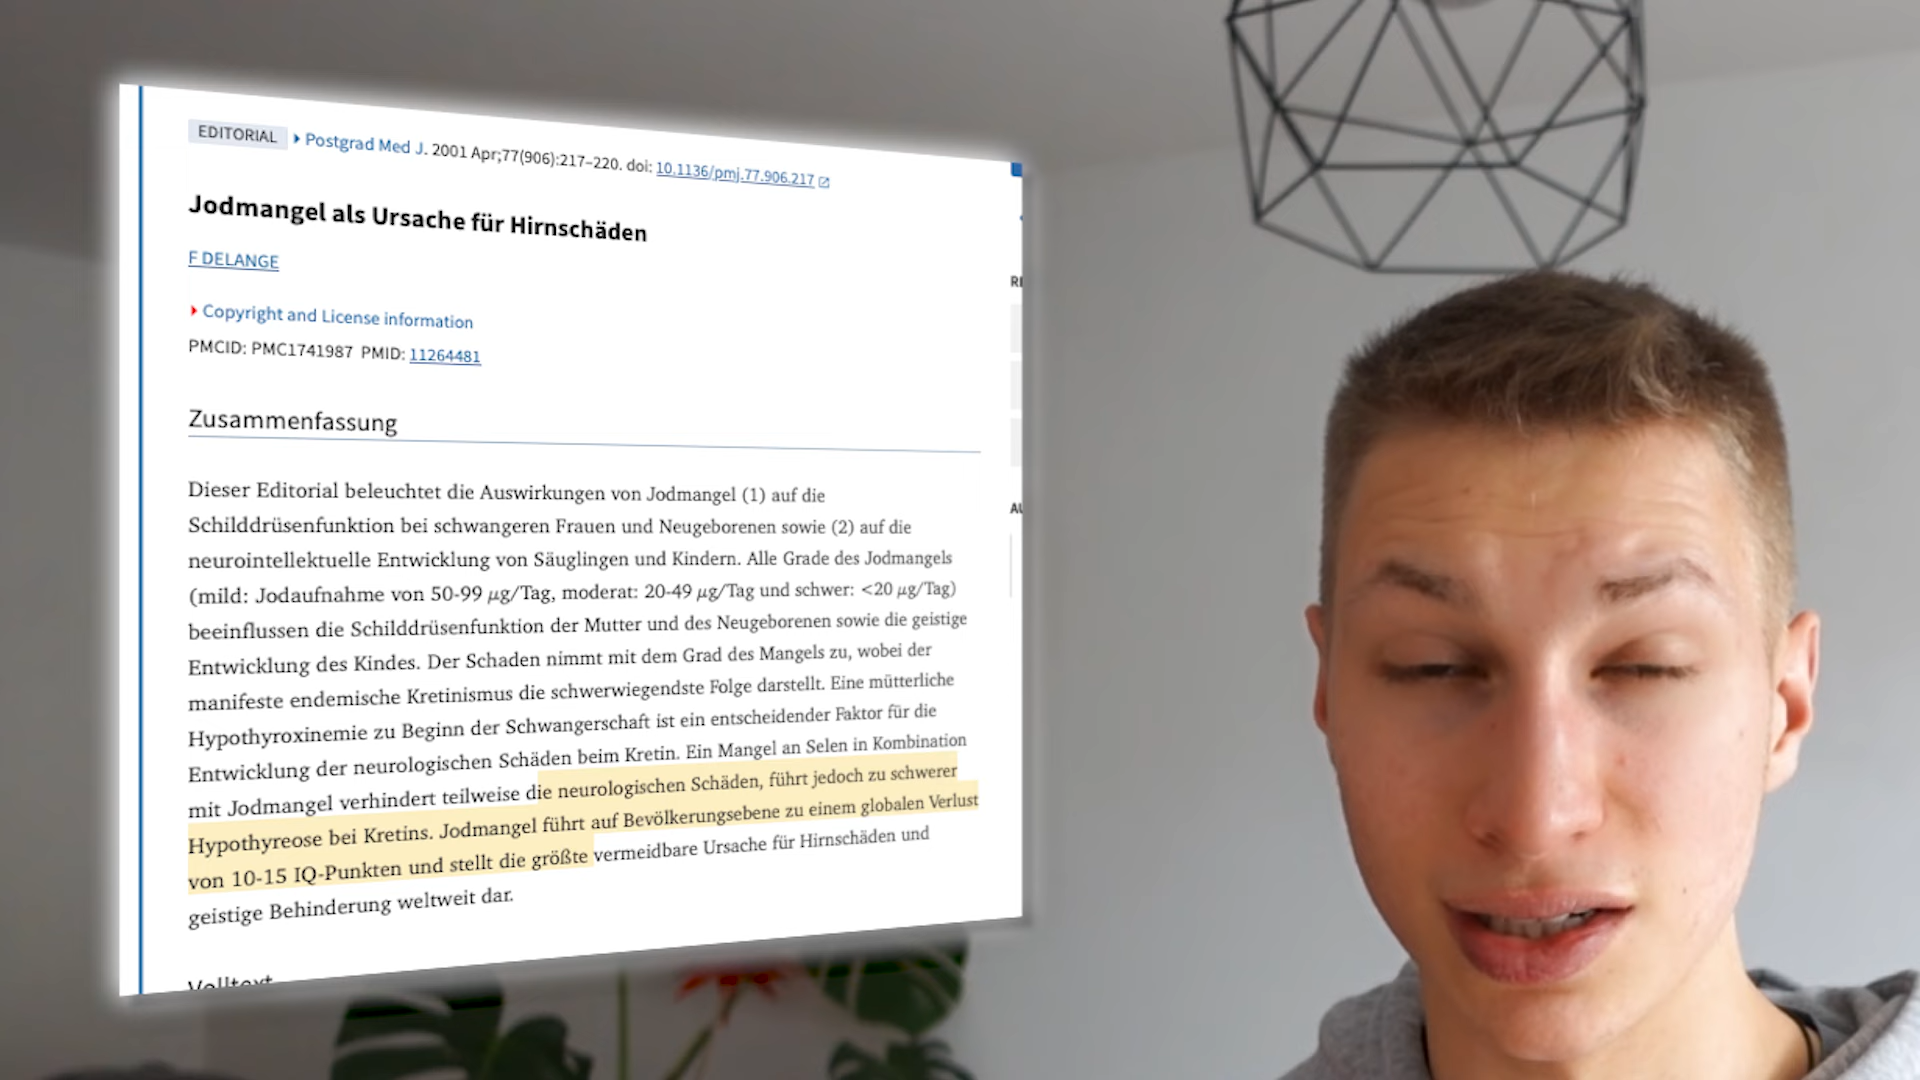 EDITORIAL Postgrad Med J. 2001 Apr;77(906):217–220. doi: 10.1136/pmj.77.906.217
Jodmangel als Ursache für Hirnschäden
F DELANGE
Copyright and License information
PMCID: PMC1741987 PMID: 11264481
Zusammenfassung
Dieser Editorial beleuchtet die Auswirkungen von Jodmangel (1) auf die
Schilddrüsenfunktion bei schwangeren Frauen und Neugeborenen sowie (2) auf die
neurointellektuelle Entwicklung von Säuglingen und Kindern. Alle Grade des Jodmangels
(mild: Jodaufnahme von 50-99 μg/Tag, moderat: 20-49 μg/Tag und schwer: <20 μg/Tag)
beeinflussen die Schilddrüsenfunktion der Mutter und des Neugeborenen sowie die geistige
Entwicklung des Kindes. Der Schaden nimmt mit dem Grad des Mangels zu, wobei der
manifeste endemische Kretinismus die schwerwiegendste Folge darstellt. Eine mütterliche
Hypothyroxinemie zu Beginn der Schwangerschaft ist ein entscheidender Faktor für die
Entwicklung der neurologischen Schäden beim Kretin. Ein Mangel an Selen in Kombination
mit Jodmangel verhindert teilweise die neurologischen Schäden, führt jedoch zu schwerer
Hypothyreose bei Kretins. Jodmangel führt auf Bevölkerungsebene zu einem globalen Verlust
von 10-15 IQ-Punkten und stellt die größte vermeidbare Ursache für Hirnschäden und
geistige Behinderung weltweit dar.
Volltext